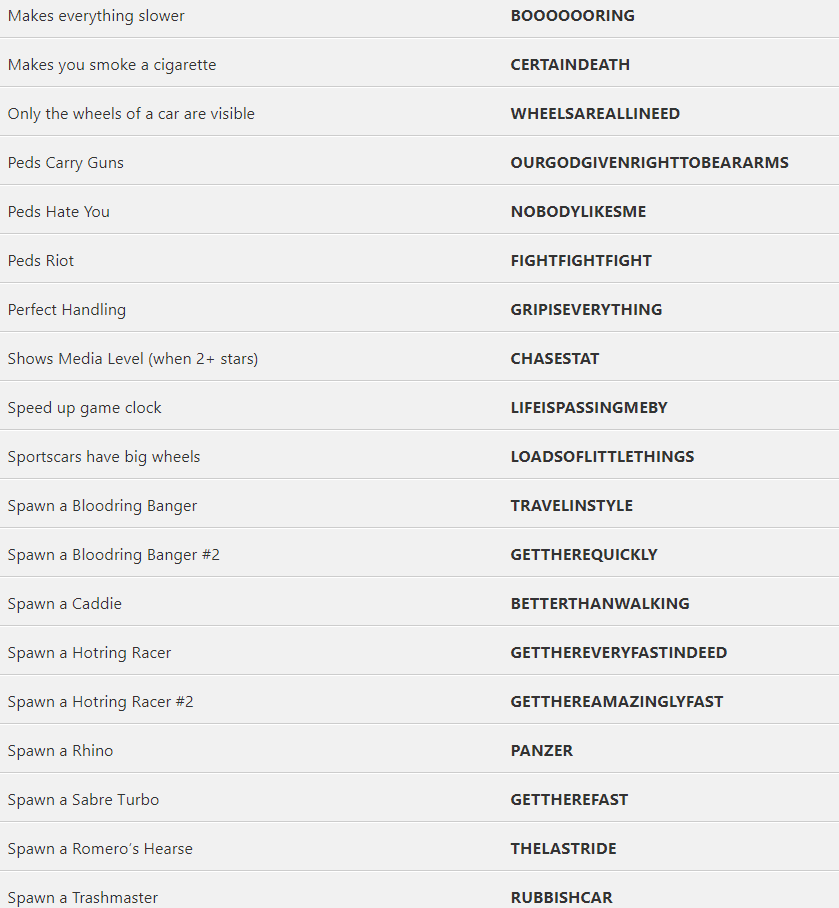 Makes everything slower BOOOOOORING
Makes you smoke a cigarette CERTAINDEATH
Only the wheels of a car are visible WHEELSAREALLINEED
Peds Carry Guns OURGODGIVENRIGHTTOBEARARMS
Peds Hate You NOBODYLIKESME
Peds Riot FIGHTFIGHTFIGHT
Perfect Handling GRIPISEVERYTHING
Shows Media Level (when 2+ stars) CHASESTAT
Speed up game clock LIFEISPASSINGMEBY
Sportscars have big wheels LOADSOFLITTLETHINGS
Spawn a Bloodring Banger TRAVELINSTYLE
Spawn a Bloodring Banger #2 GETTHEREQUICKLY
Spawn a Caddie BETTERTHANWALKING
Spawn a Hotring Racer GETTHEREVERYFASTINDEED
Spawn a Hotring Racer #2 GETTHEREAMAZINGLYFAST
Spawn a Rhino PANZER
Spawn a Sabre Turbo GETTHEREFAST
Spawn a Romero’s Hearse THELASTRIDE
Spawn a Trashmaster RUBBISHCAR